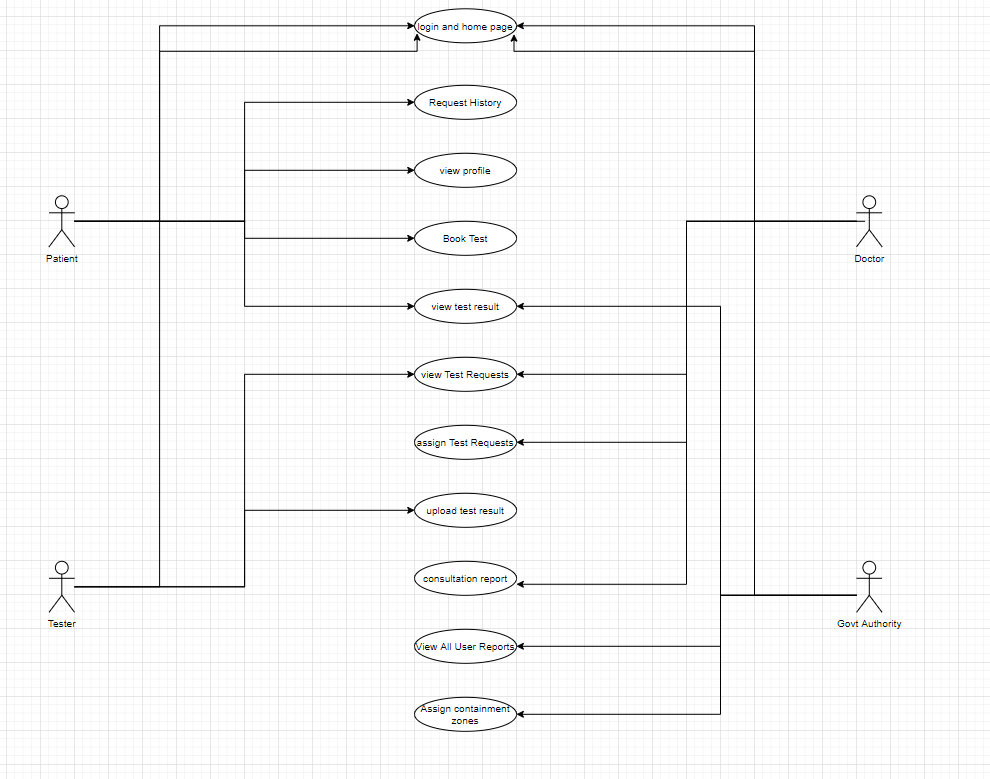 login and home page
Request History
view profile
Patient
Book Test
Doctor
view test result
view Test Requests
assign Test Requests
upload test result
consultation report
Tester
Govt Authority
View All User Reports
Assign containment
zones